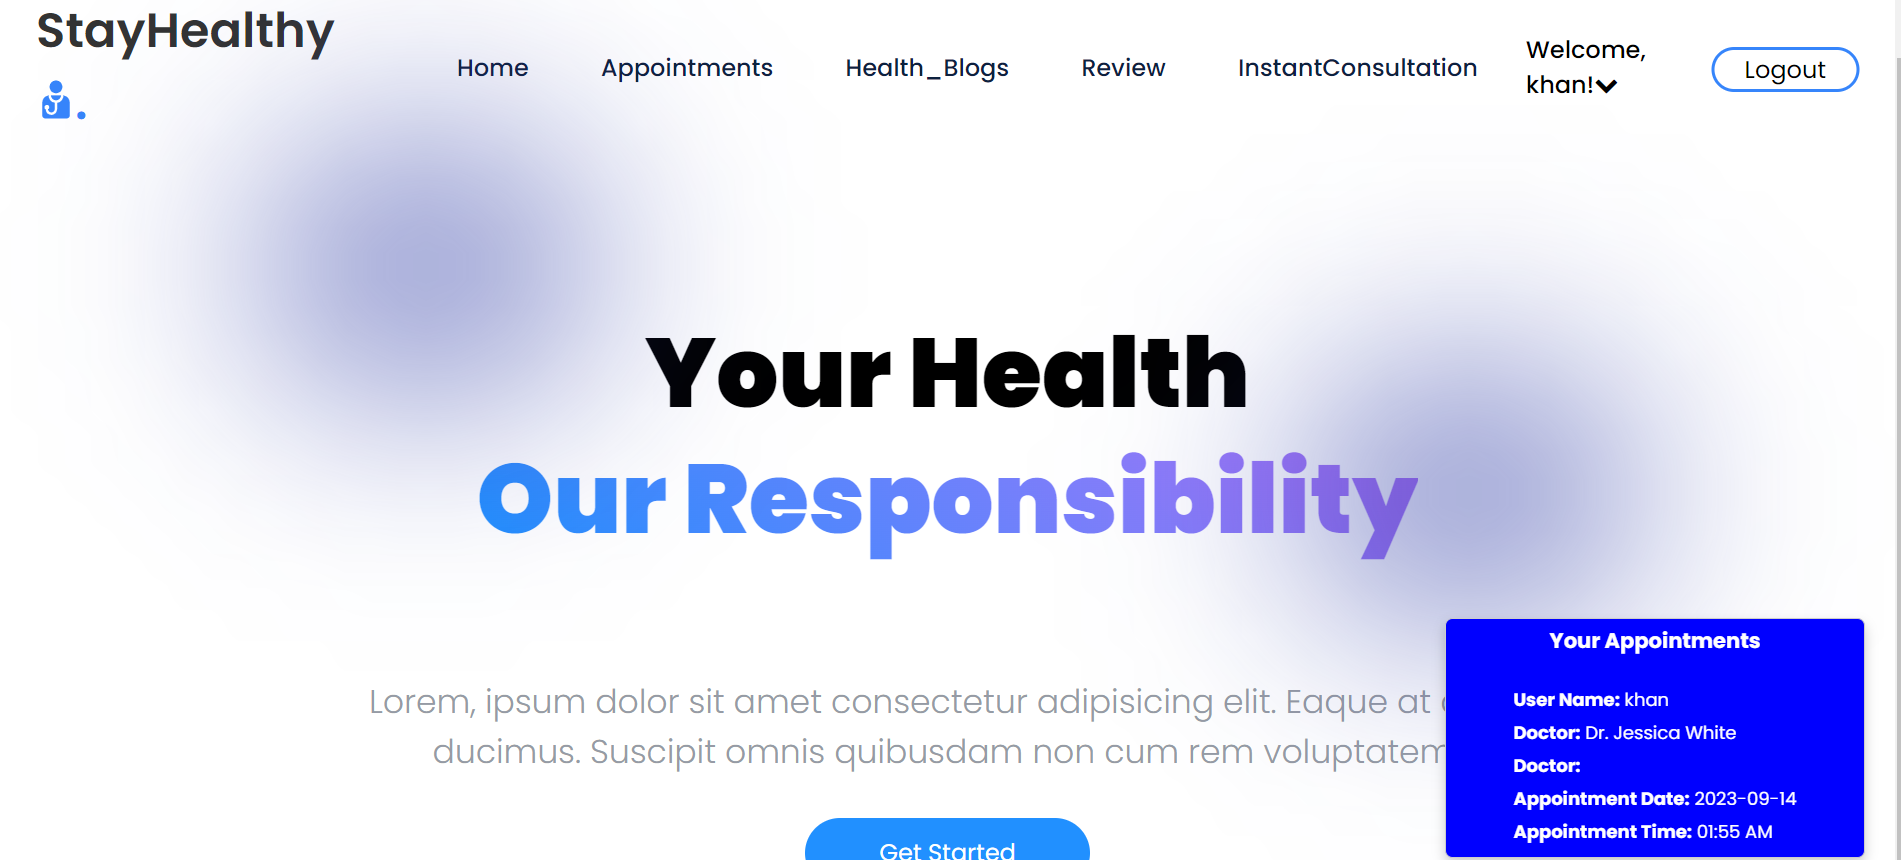 StayHealthy
Home
Appointments
Health_Blogs
Review
InstantConsultation
Welcome,
khan!
Logout
Your Health
Our Responsibility
Lorem, ipsum dolor sit amet consectetur adipisicing elit. Eaque at
ducimus. Suscipit omnis quibusdam non cum rem voluptatem
Get Started
Your Appointments
User Name: khan
Doctor: Dr. Jessica White
Doctor:
Appointment Date: 2023-09-14
Appointment Time: 01:55 AM